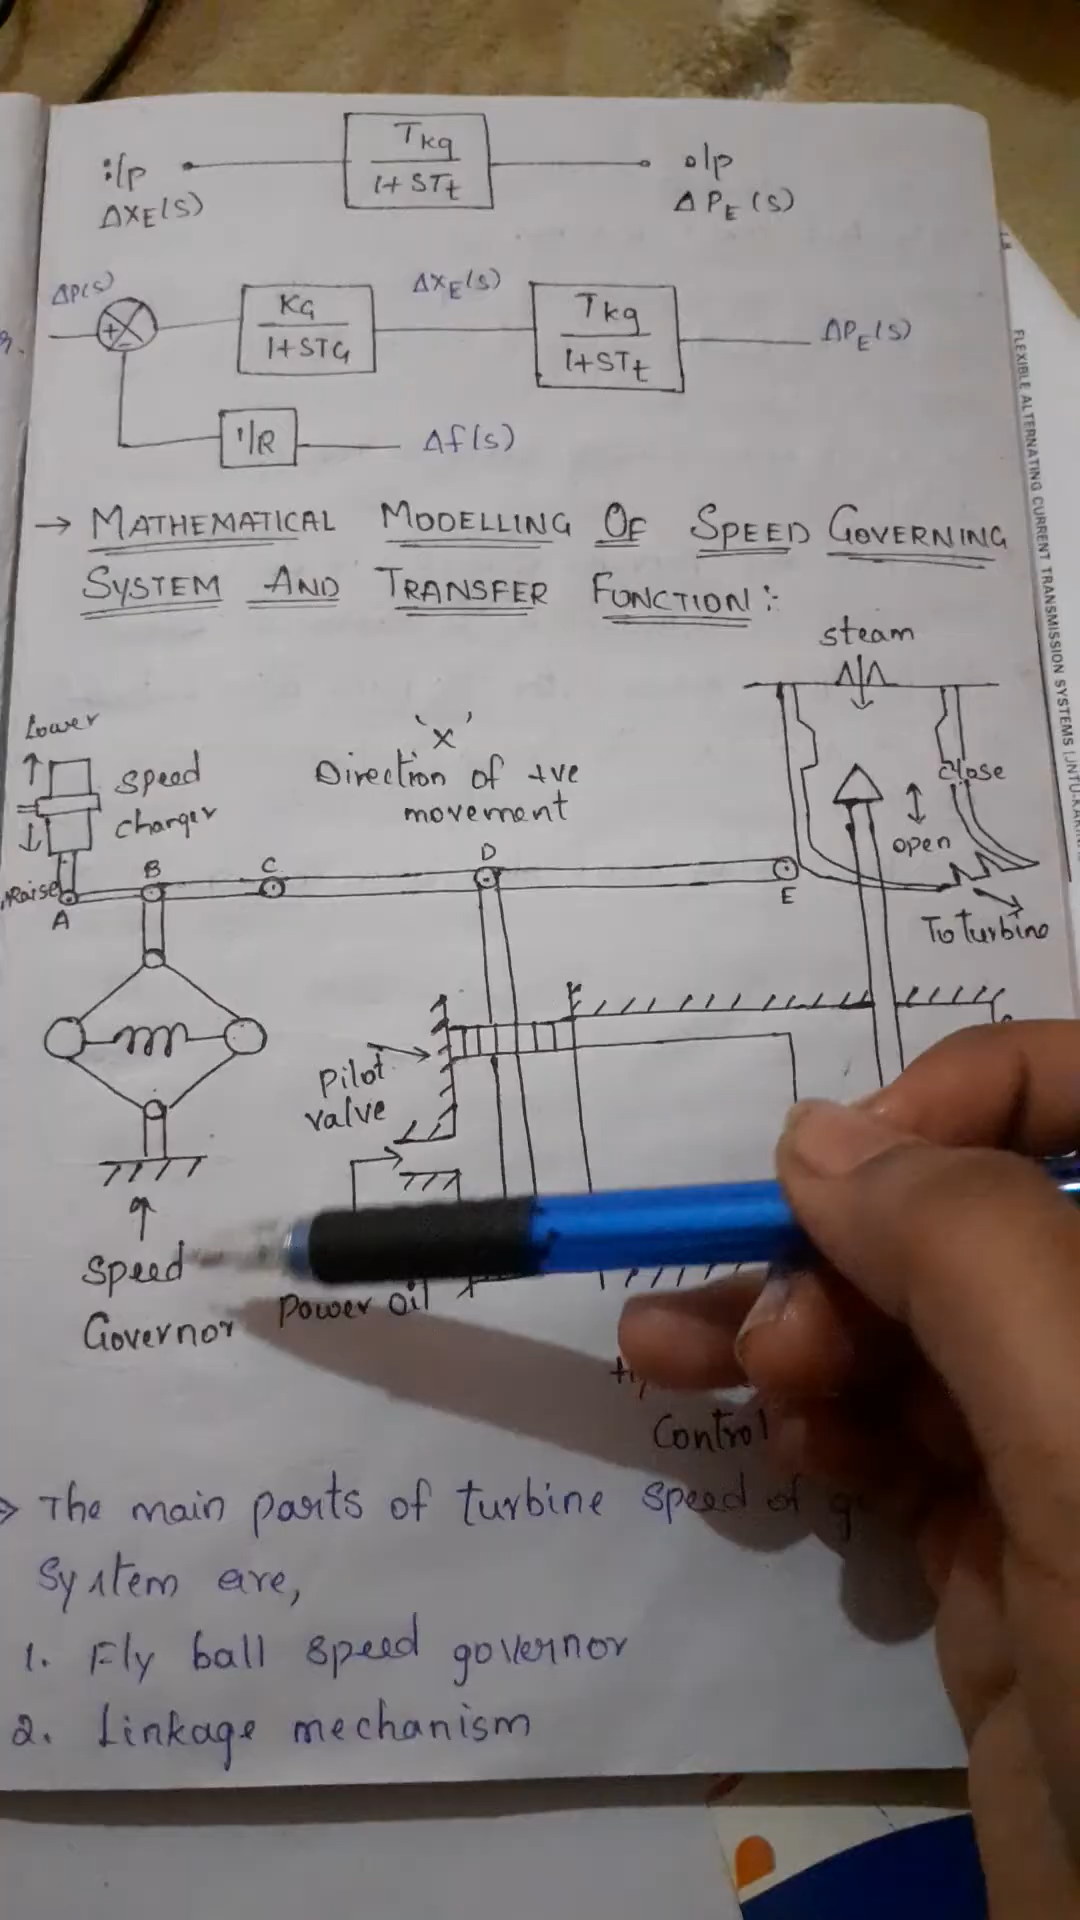 Tkg
:/p
1+STt
o/p
ΔXE(S)
ΔPE(S)
ΔP(S)
KG
1+STG
ΔXE(S)
Tkg
1+STt
ΔPE(S)
+
-
1/R
Δf(S)
→ MATHEMATICAL MODELLING OF SPEED GOVERNING
SYSTEM AND TRANSFER FUNCTION :-
steam
Lower
'x'
speed
charger
Direction of +ve
movement
close
open
Raise
A
B
C
D
E
To turbine
Pilot
valve
Speed
Governor
Power oil
Control
The main parts of turbine speed of
System are,
1. Fly ball speed governor
2. Linkage mechanism
FLEXIBLE ALTERNATING CURRENT TRANSMISSION SYSTEMS